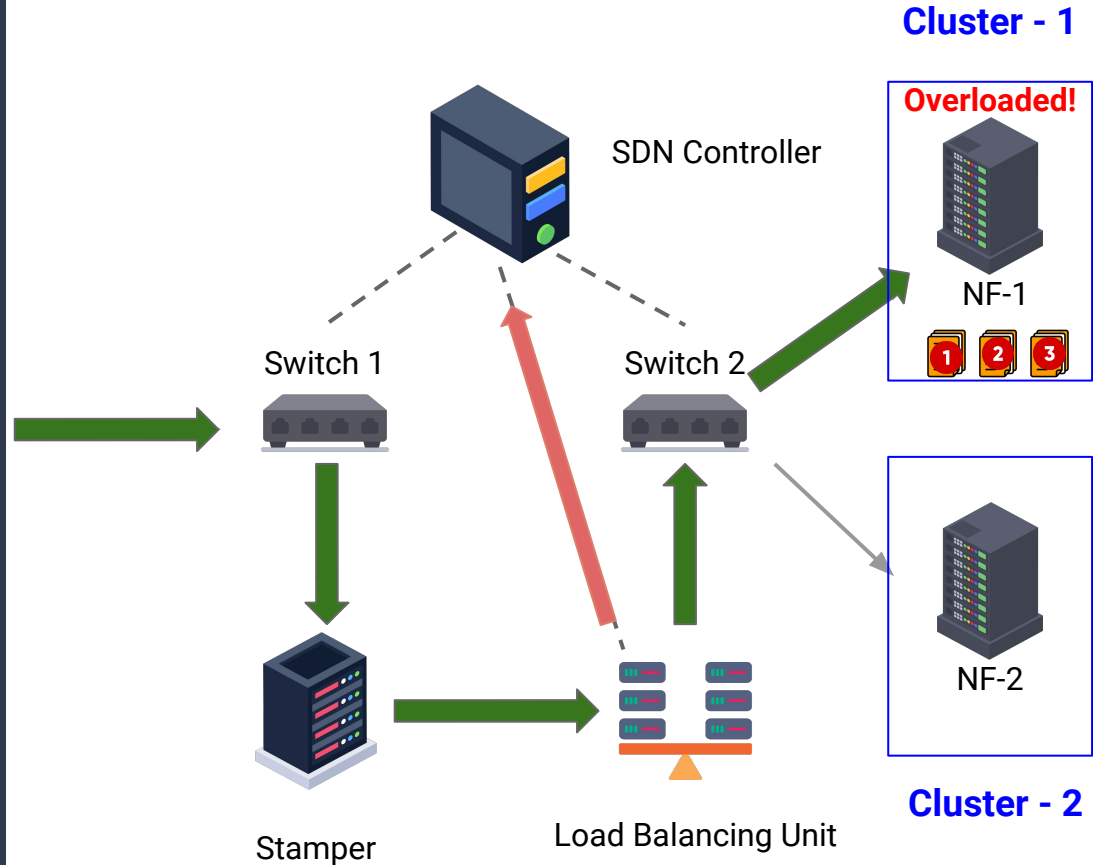 Cluster - 1
Overloaded!
SDN Controller
NF-1
Switch 1
Switch 2
1 2 3
NF-2
Cluster - 2
Load Balancing Unit
Stamper